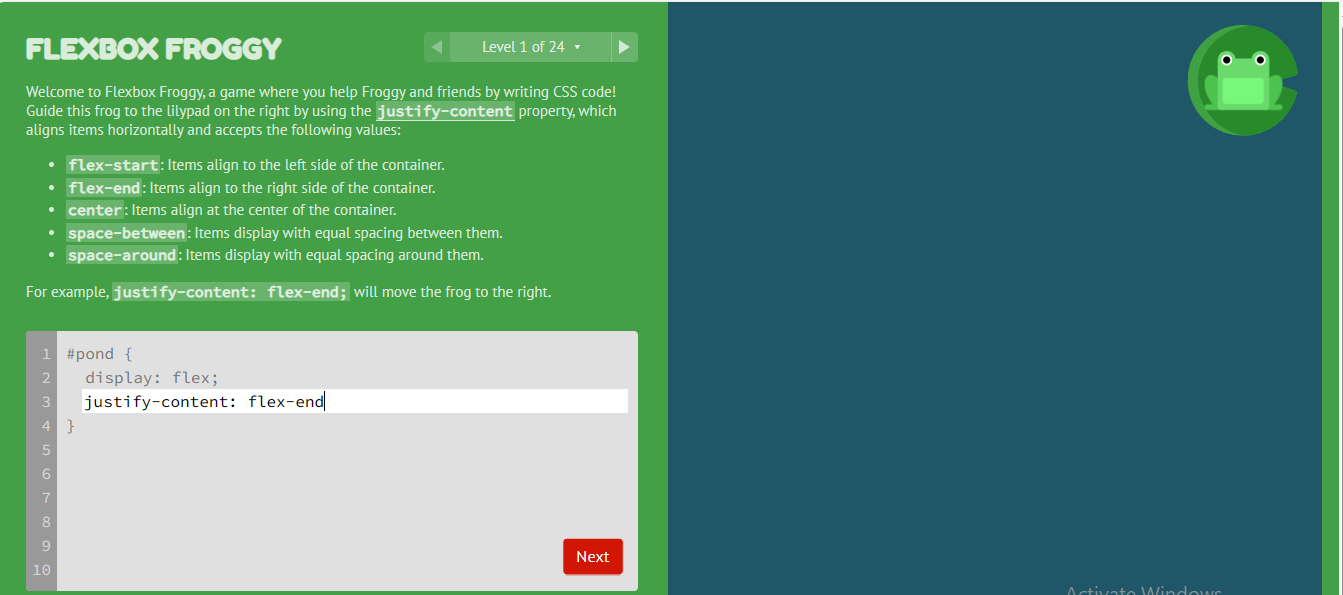 FLEXBOX FROGGY
Level 1 of 24
Welcome to Flexbox Froggy, a game where you help Froggy and friends by writing CSS code!
Guide this frog to the lilypad on the right by using the justify-content property, which
aligns items horizontally and accepts the following values:
• flex-start: Items align to the left side of the container.
• flex-end: Items align to the right side of the container.
• center: Items align at the center of the container.
• space-between: Items display with equal spacing between them.
• space-around: Items display with equal spacing around them.
For example, justify-content: flex-end; will move the frog to the right.
1 #pond {
2 display: flex;
3 justify-content: flex-end
4 }
5
6
7
8
9
10
Next
Activate Windows